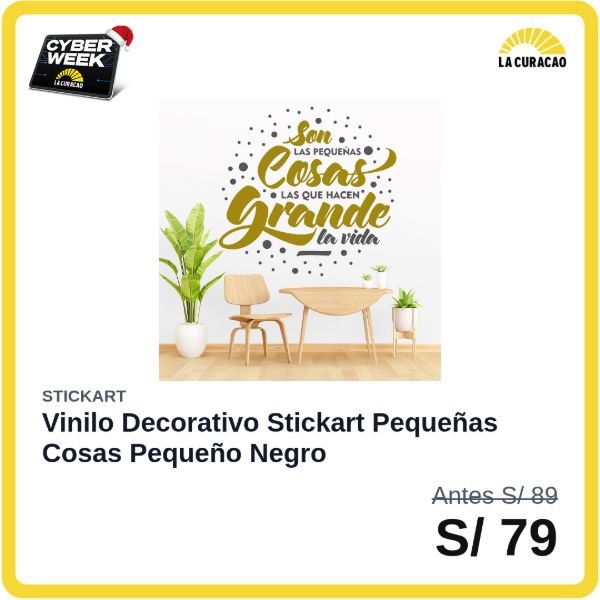 CYBER
WEEK
LA CURACAO
LA CURACAO
Son
LAS PEQUEÑAS
Cosas
LAS QUE HACEN
Grande
la vida
STICKART
Vinilo Decorativo Stickart Pequeñas
Cosas Pequeño Negro
Antes S/ 89
S/ 79